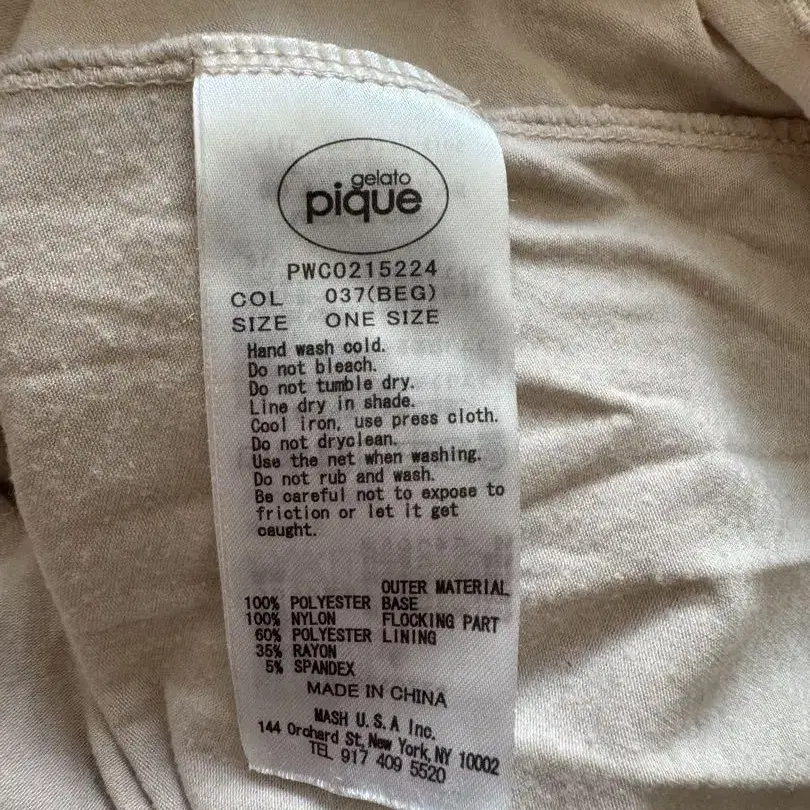 gelato
pique
PWC0215224
COL 037(BEG)
SIZE ONE SIZE
Hand wash cold.
Do not bleach.
Do not tumble dry.
Line dry in shade.
Cool iron, use press cloth.
Do not dryclean.
Use the net when washing.
Do not rub and wash.
Be careful not to expose to
friction or let it get
caught.
OUTER MATERIAL
100% POLYESTER BASE
100% NYLON FLOCKING PART
60% POLYESTER LINING
35% RAYON
5% SPANDEX
MADE IN CHINA
MASH U.S.A Inc.
144 Orchard St, New York, NY 10002
TEL 917 409 5520